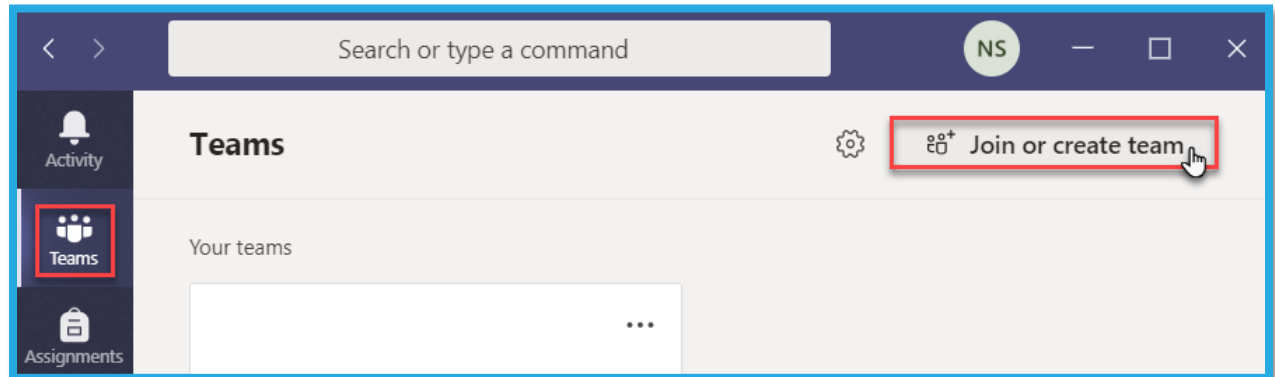 Search or type a command
NS
Activity
Teams
Join or create team
Teams
Your teams
Assignments